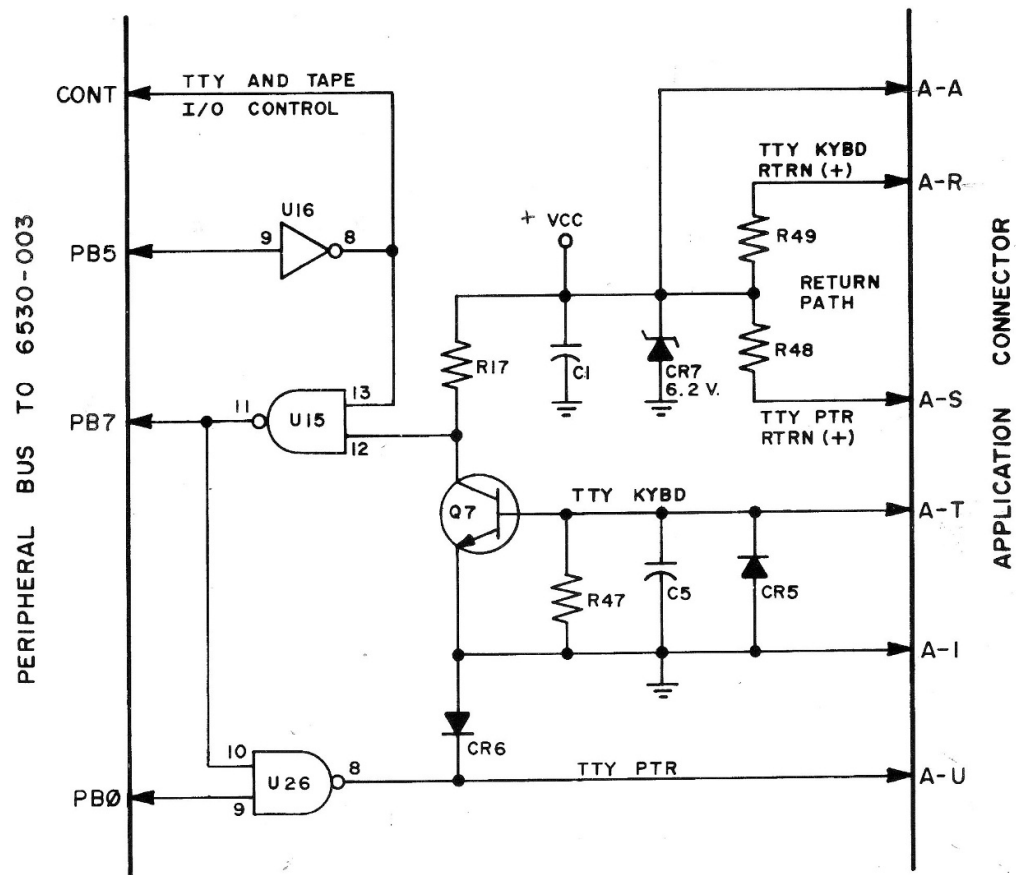 PERIPHERAL BUS TO 6530-003
CONT
TTY AND TAPE
I/O CONTROL
A-A
TTY KYBD
RTRN (+)
A-R
U16
+ VCC
R49
PB5
9
8
RETURN
PATH
R17
C1
CR7
6.2 V.
R48
13
11
U15
PB7
12
A-S
TTY PTR
RTRN (+)
Q7
TTY KYBD
A-T
R47
C5
CR5
A-1
CR6
10
U26
8
TTY PTR
A-U
PBØ
9
APPLICATION CONNECTOR